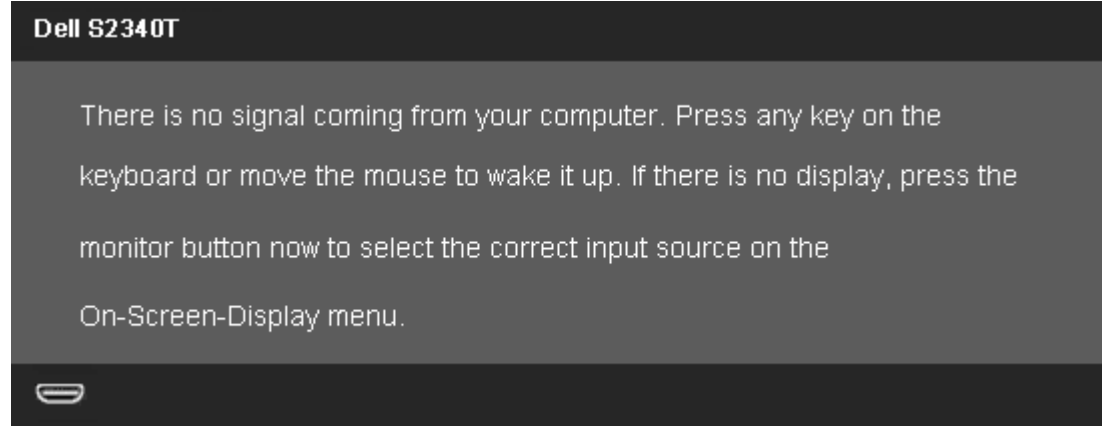 Dell S2340T
There is no signal coming from your computer. Press any key on the
keyboard or move the mouse to wake it up. If there is no display, press the
monitor button now to select the correct input source on the
On-Screen-Display menu.